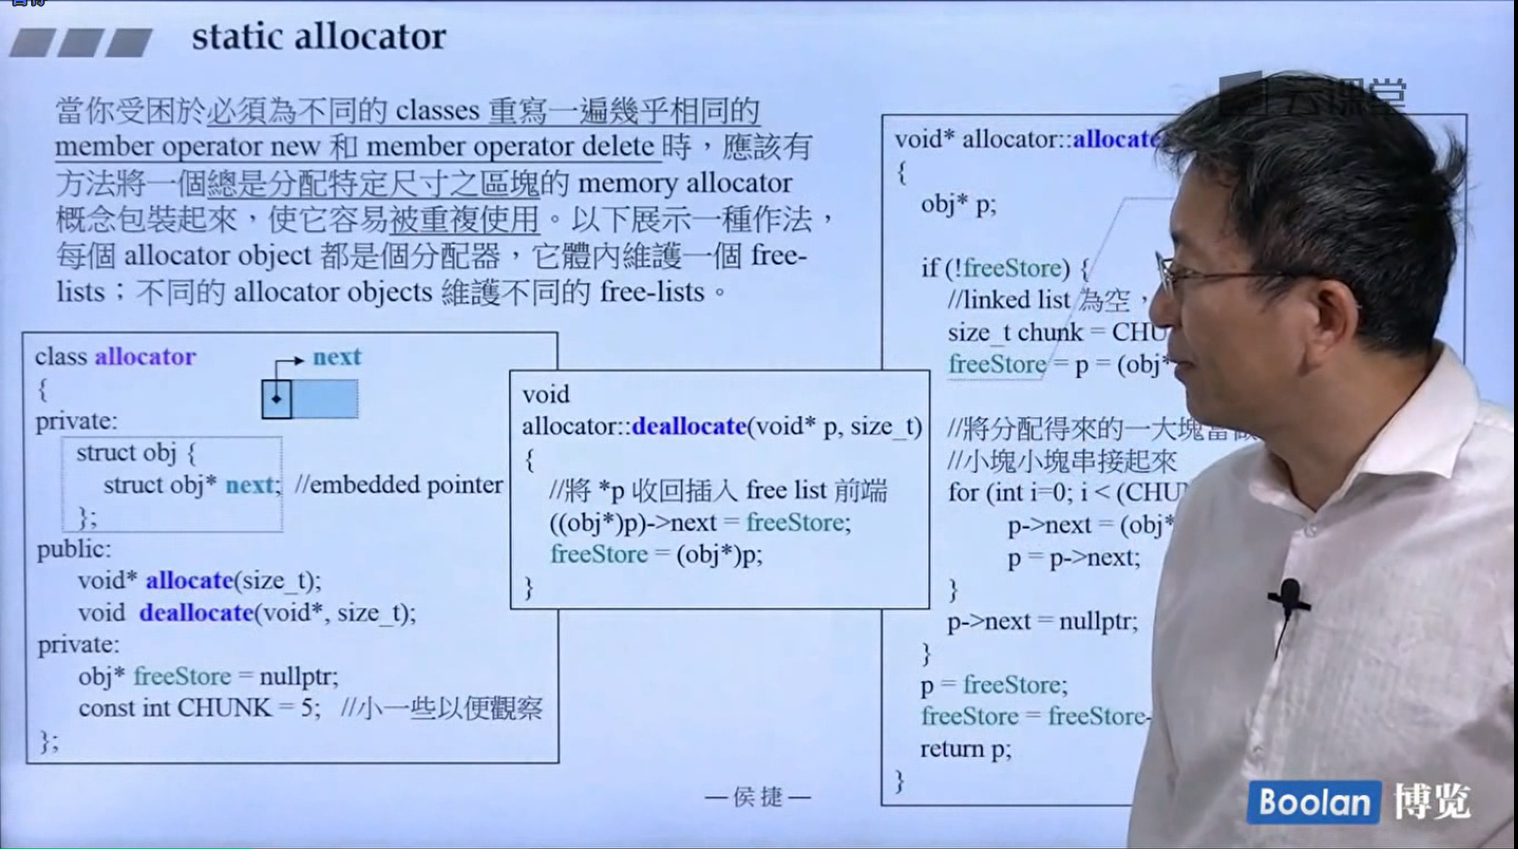 static allocator
當你受困於必須為不同的 classes 重寫一遍幾乎相同的
member operator new 和 member operator delete 時，應該有
方法將一個總是分配特定尺寸之區塊的 memory allocator
概念包裝起來，使它容易被重複使用。以下展示一種作法，
每個 allocator object 都是個分配器，它體內維護一個 free-
lists；不同的 allocator objects 維護不同的 free-lists。
class allocator
next
{
private:
struct obj {
struct obj* next; //embedded pointer
};
public:
void* allocate(size_t);
void deallocate(void*, size_t);
private:
obj* freeStore = nullptr;
const int CHUNK = 5; //小一些以便觀察
};
void
allocator::deallocate(void* p, size_t)
{
//將 *p 收回插入 free list 前端
((obj*)p)->next = freeStore;
freeStore = (obj*)p;
}
void* allocator::allocate
{
obj* p;
if (!freeStore) {
//linked list 為空，
size_t chunk = CHU
freeStore = p = (obj*
//將分配得來的一大塊當
//小塊小塊串接起來
for (int i=0; i < (CHU
p->next = (obj*
p = p->next;
}
p->next = nullptr;
}
p = freeStore;
freeStore = freeStore-
return p;
}
—侯捷—
云课堂
Boolan 博览